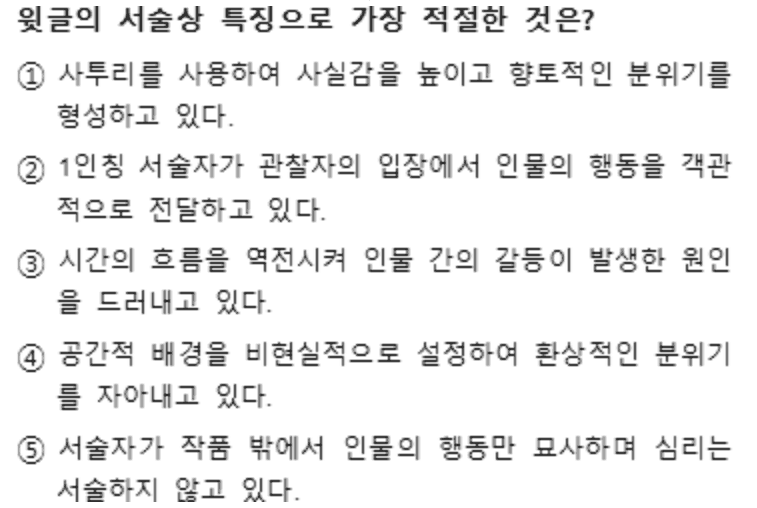 윗글의 서술상 특징으로 가장 적절한 것은?
① 사투리를 사용하여 사실감을 높이고 향토적인 분위기를
형성하고 있다.
② 1인칭 서술자가 관찰자의 입장에서 인물의 행동을 객관
적으로 전달하고 있다.
③ 시간의 흐름을 역전시켜 인물 간의 갈등이 발생한 원인
을 드러내고 있다.
④ 공간적 배경을 비현실적으로 설정하여 환상적인 분위기
를 자아내고 있다.
⑤ 서술자가 작품 밖에서 인물의 행동만 묘사하며 심리는
서술하지 않고 있다.